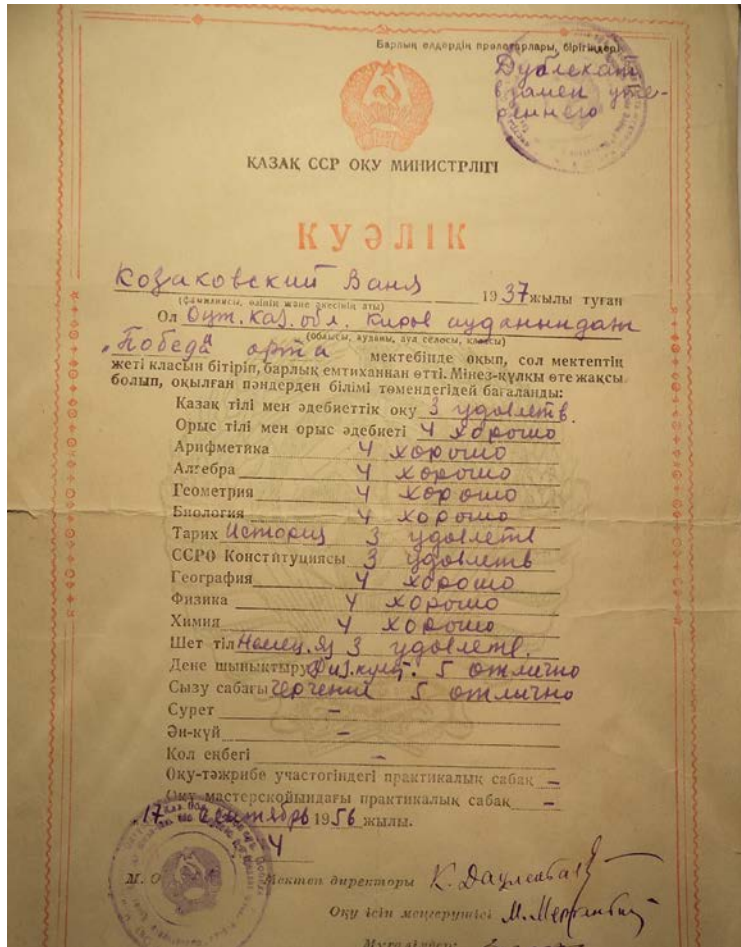 Барлық елдердің пролетарлары, бірігіңдер!
Дубликат
взамен уте-
рянного
ҚАЗАҚ ССР ОҚУ МИНИСТРЛІГІ
КУӘЛІК
Козаковский Ваня 1937 жылы туған
(фамилиясы, өзінің және әкесінің аты)
Ол Оңт. Каз. обл. Киров ауданындағы
(облысы, ауданы, аул селосы, қаласы)
"Победа" орта мектебінде оқып, сол мектептің
жеті класын бітіріп, барлық емтиханнан өтті. Мінез-құлқы өте жақсы
болып, оқылған пәндерден білімі төмендегідей бағаланды:
Қазақ тілі мен әдебиеттік оқу 3 удовлетв.
Орыс тілі мен орыс әдебиеті 4 хорошо
Арифметика 4 хорошо
Алгебра 4 хорошо
Геометрия 4 хорошо
Биология 4 хорошо
Тарих История 3 удовлетв
ССРО Конституциясы 3 удовлетв
География 4 хорошо
Физика 4 хорошо
Химия 4 хорошо
Шет тіл Немец. яз 3 удовлетв.
Дене шынықтыру Физ.культ. 5 отлично
Сызу сабағы Черчение 5 отлично
Сурет –
Ән-күй –
Қол еңбегі –
Оқу-тәжрибе участогіндегі практикалық сабақ –
Оқу мастерскойындағы практикалық сабақ –
"17" сентябрь 1956 жылы.
М. О. Мектеп директоры
Оқу ісін меңгерушісі
Мұғалімдер: